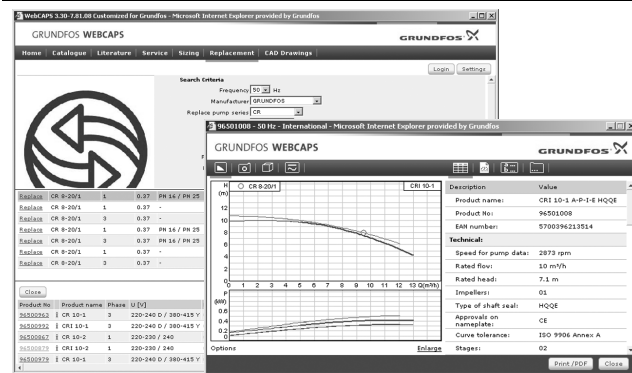 WebCAPS 3.30-7.81.08 Customized for Grundfos - Microsoft Internet Explorer provided by Grundfos
GRUNDFOS WEBCAPS
GRUNDFOS
Home Catalogue Literature Service Sizing Replacement CAD Drawings
Login Settings
Search Criteria
Frequency 50 Hz
Manufacturer GRUNDFOS
Replace pump series CR
Replace CR 8-20/1 1 0.37 PN 16 / PN 25
Replace CR 8-20/1 1 0.37 -
Replace CR 8-20/1 3 0.37 -
Replace CR 8-20/1 3 0.37 PN 16 / PN 25
Replace CR 8-20/1 1 0.37 PN 16 / PN 25
Replace CR 8-20/1 1 0.37 -
Replace CR 8-20/1 3 0.37 -
Close
Product No Product name Phase U [V]
96500963 CR 10-1 3 220-240 D / 380-415 Y
96500992 CRI 10-1 3 220-240 D / 380-415 Y
96500867 CR 10-2 1 220-230 / 240
CRI 10-2 1 220-230 / 240
96500979 CR 10-1 3 220-240 D / 380-415 Y
96501008 - 50 Hz - International - Microsoft Internet Explorer provided by Grundfos
GRUNDFOS WEBCAPS
GRUNDFOS
H
(m)
CR 8-20/1
CRI 10-1
12
10
8
6
4
2
0
0 1 2 3 4 5 6 7 8 9 10 11 12 13 Q(m³/h)
P
(kW)
0.6
0.4
0.2
0
Options Enlarge
Description Value
Product name: CRI 10-1 A-P-I-E HQQE
Product No: 96501008
EAN number: 5700396213514
Technical:
Speed for pump data: 2873 rpm
Rated flow: 10 m³/h
Rated head: 7.1 m
Impellers: 01
Type of shaft seal: HQQE
Approvals on
nameplate: CE
Curve tolerance: ISO 9906 Annex A
Stages: 02
Print /PDF Close